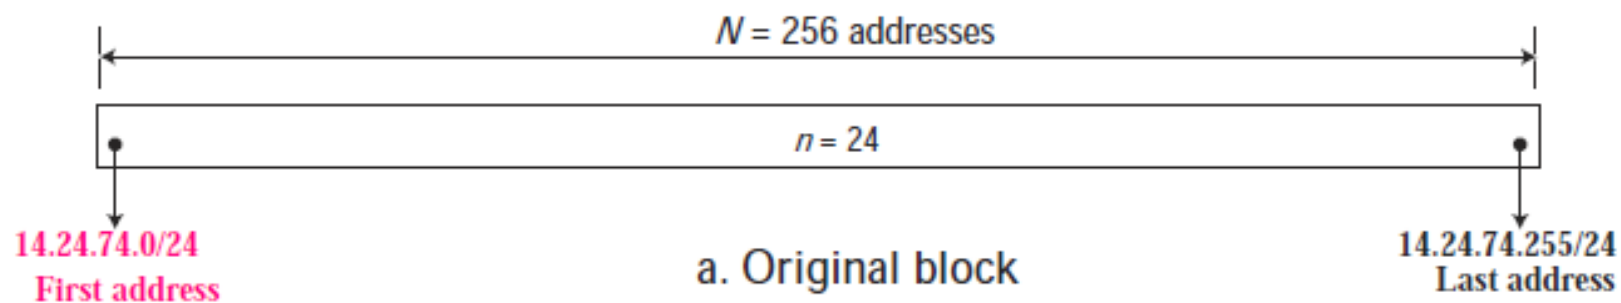 N = 256 addresses
n = 24
14.24.74.0/24
First address
a. Original block
14.24.74.255/24
Last address